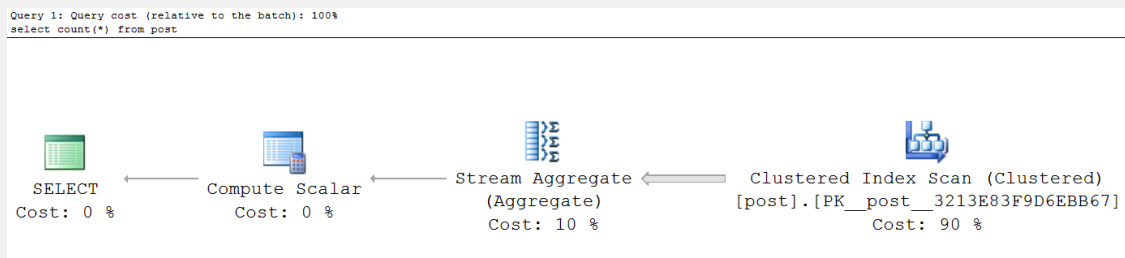 Query 1: Query cost (relative to the batch): 100%
select count(*) from post
SELECT
Cost: 0 %
Compute Scalar
Cost: 0 %
Stream Aggregate
(Aggregate)
Cost: 10 %
Clustered Index Scan (Clustered)
[post].[PK__post__3213E83F9D6EBB67]
Cost: 90 %